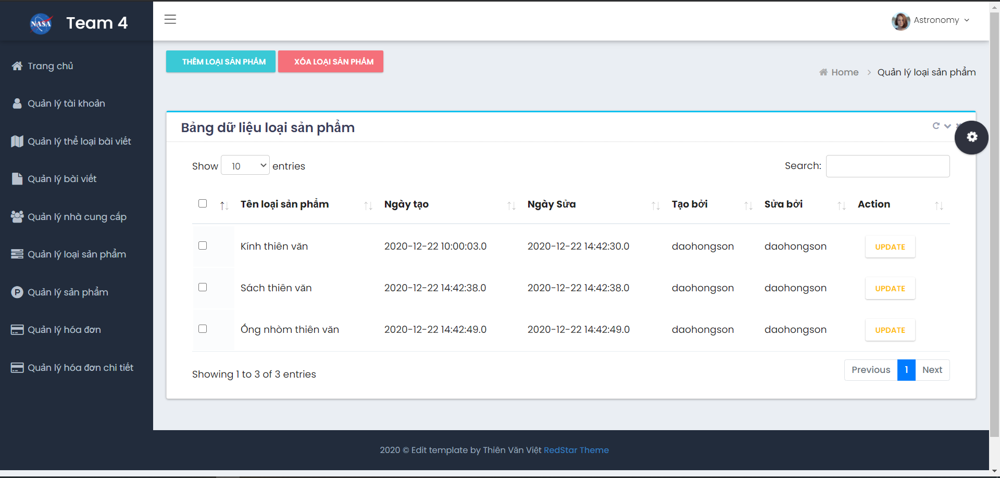 NASA Team 4
Astronomy
Trang chủ
Quản lý tài khoản
Quản lý thể loại bài viết
Quản lý bài viết
Quản lý nhà cung cấp
Quản lý loại sản phẩm
Quản lý sản phẩm
Quản lý hóa đơn
Quản lý hóa đơn chi tiết
THÊM LOẠI SẢN PHẨM XÓA LOẠI SẢN PHẨM
Home > Quản lý loại sản phẩm
Bảng dữ liệu loại sản phẩm
Show 10 entries Search:
Tên loại sản phẩm Ngày tạo Ngày Sửa Tạo bởi Sửa bởi Action
Kính thiên văn 2020-12-22 10:00:03.0 2020-12-22 14:42:30.0 daohongson daohongson UPDATE
Sách thiên văn 2020-12-22 14:42:38.0 2020-12-22 14:42:38.0 daohongson daohongson UPDATE
Ống nhòm thiên văn 2020-12-22 14:42:49.0 2020-12-22 14:42:49.0 daohongson daohongson UPDATE
Showing 1 to 3 of 3 entries Previous 1 Next
2020 © Edit template by Thiên Văn Việt RedStar Theme